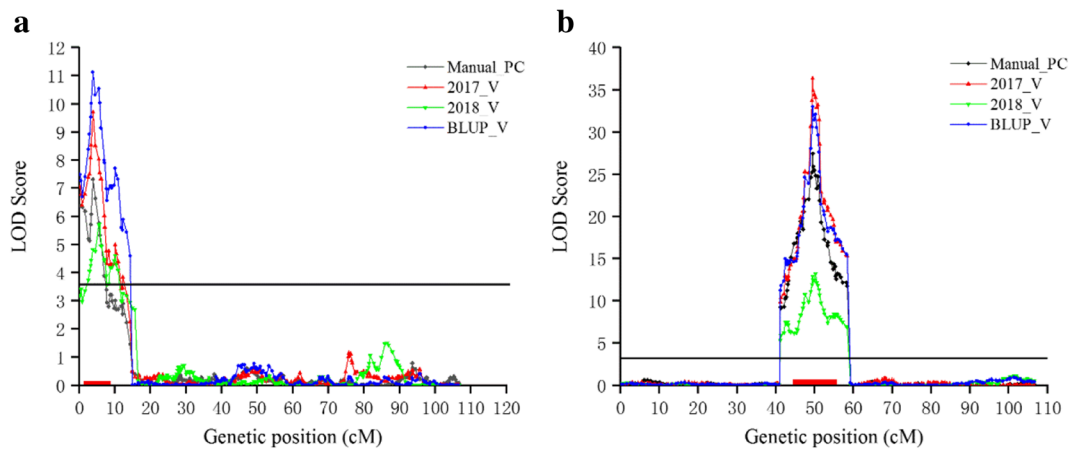 a
12
11
10
9
8
7
6
5
4
3
2
1
0
LOD Score
Manual_PC
2017_V
2018_V
BLUP_V
0 10 20 30 40 50 60 70 80 90 100 110 120
Genetic position (cM)
b
40
35
30
25
20
15
10
5
0
LOD Score
Manual_PC
2017_V
2018_V
BLUP_V
0 10 20 30 40 50 60 70 80 90 100 110
Genetic position (cM)